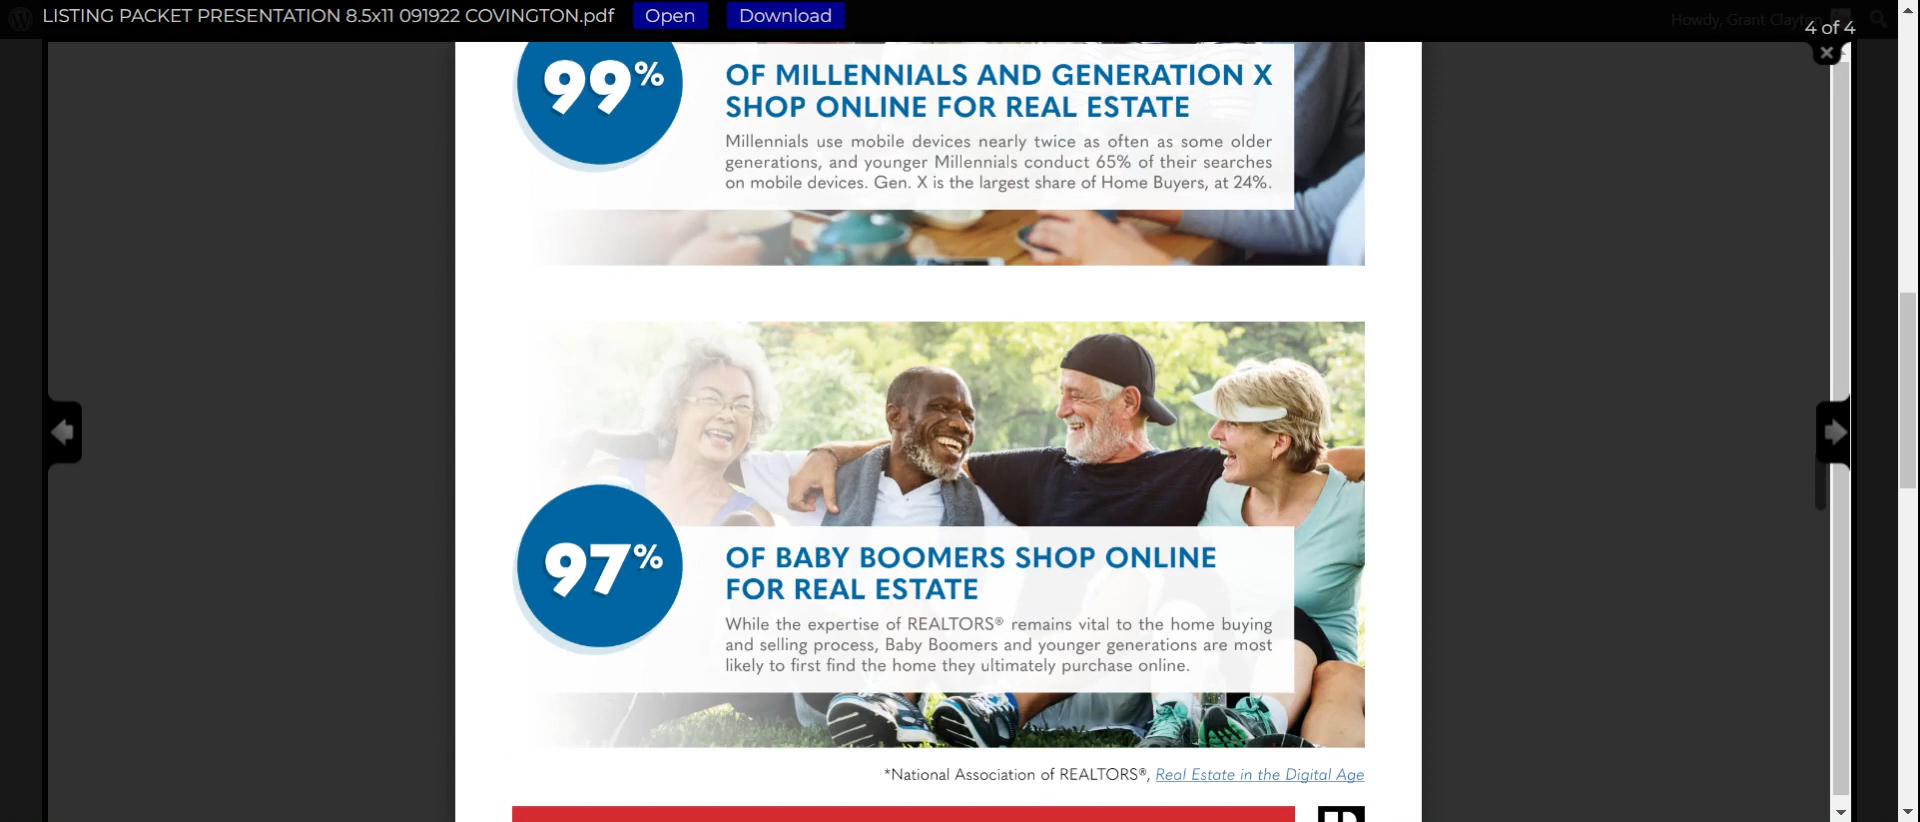 LISTING PACKET PRESENTATION 8.5x11 091922 COVINGTON.pdf Open Download
Howdy, Grant Clayton
4 of 4
99%
OF MILLENNIALS AND GENERATION X
SHOP ONLINE FOR REAL ESTATE
Millennials use mobile devices nearly twice as often as some older
generations, and younger Millennials conduct 65% of their searches
on mobile devices. Gen. X is the largest share of Home Buyers, at 24%.
97%
OF BABY BOOMERS SHOP ONLINE
FOR REAL ESTATE
While the expertise of REALTORS® remains vital to the home buying
and selling process, Baby Boomers and younger generations are most
likely to first find the home they ultimately purchase online.
*National Association of REALTORS®, Real Estate in the Digital Age